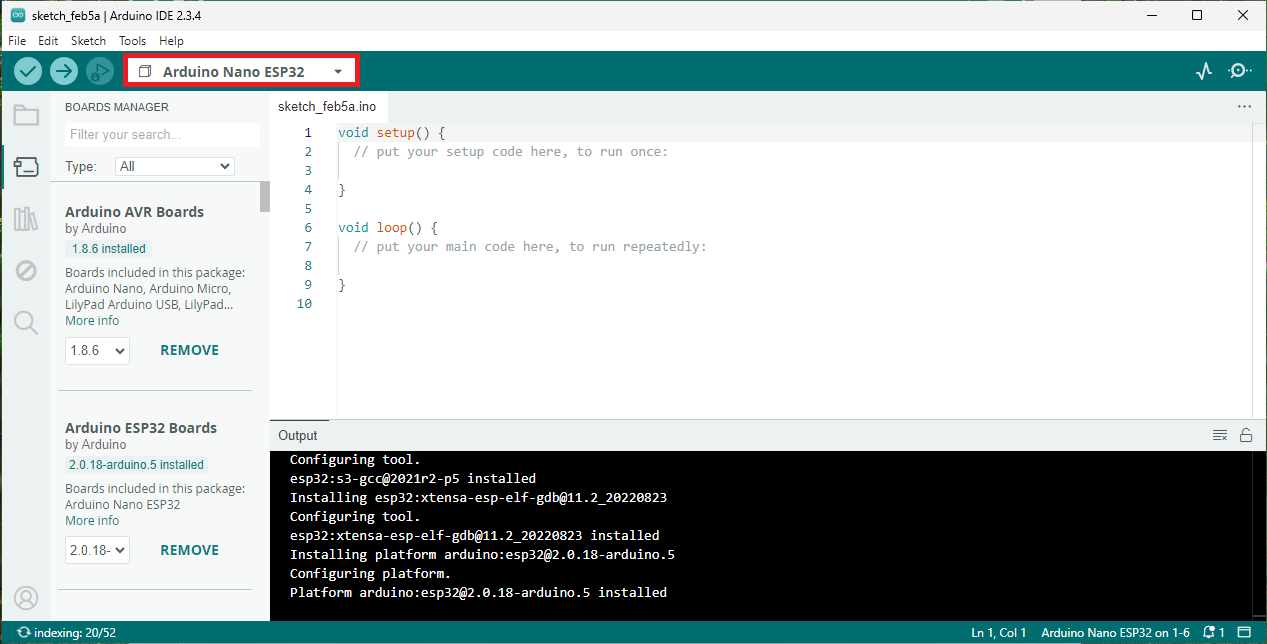 sketch_feb5a | Arduino IDE 2.3.4
File Edit Sketch Tools Help
Arduino Nano ESP32
BOARDS MANAGER
Filter your search...
Type: All
Arduino AVR Boards
by Arduino
1.8.6 installed
Boards included in this package:
Arduino Nano, Arduino Micro,
LilyPad Arduino USB, LilyPad...
More info
1.8.6 REMOVE
Arduino ESP32 Boards
by Arduino
2.0.18-arduino.5 installed
Boards included in this package:
Arduino Nano ESP32
More info
2.0.18- REMOVE
sketch_feb5a.ino
1 void setup() {
2 // put your setup code here, to run once:
3
4 }
5
6 void loop() {
7 // put your main code here, to run repeatedly:
8
9 }
10
Output
Configuring tool.
esp32:s3-gcc@2021r2-p5 installed
Installing esp32:xtensa-esp-elf-gdb@11.2_20220823
Configuring tool.
esp32:xtensa-esp-elf-gdb@11.2_20220823 installed
Installing platform arduino:esp32@2.0.18-arduino.5
Configuring platform.
Platform arduino:esp32@2.0.18-arduino.5 installed
indexing: 20/52 Ln 1, Col 1 Arduino Nano ESP32 on 1-6 1